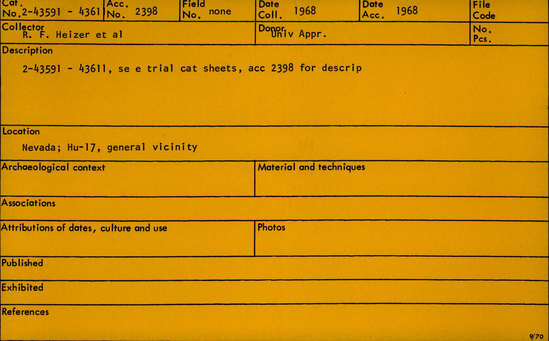 Cat. No. 2-43591 - 4361 Acc. No. 2398 Field No. none Date Coll. 1968 Date Acc. 1968 File Code
Collector R. F. Heizer et al Donor Univ Appr. No. Pcs.
Description
2-43591 - 43611, se e trial cat sheets, acc 2398 for descrip
Location
Nevada; Hu-17, general vicinity
Archaeological context Material and techniques
Associations
Attributions of dates, culture and use Photos
Published
Exhibited
References
9/70